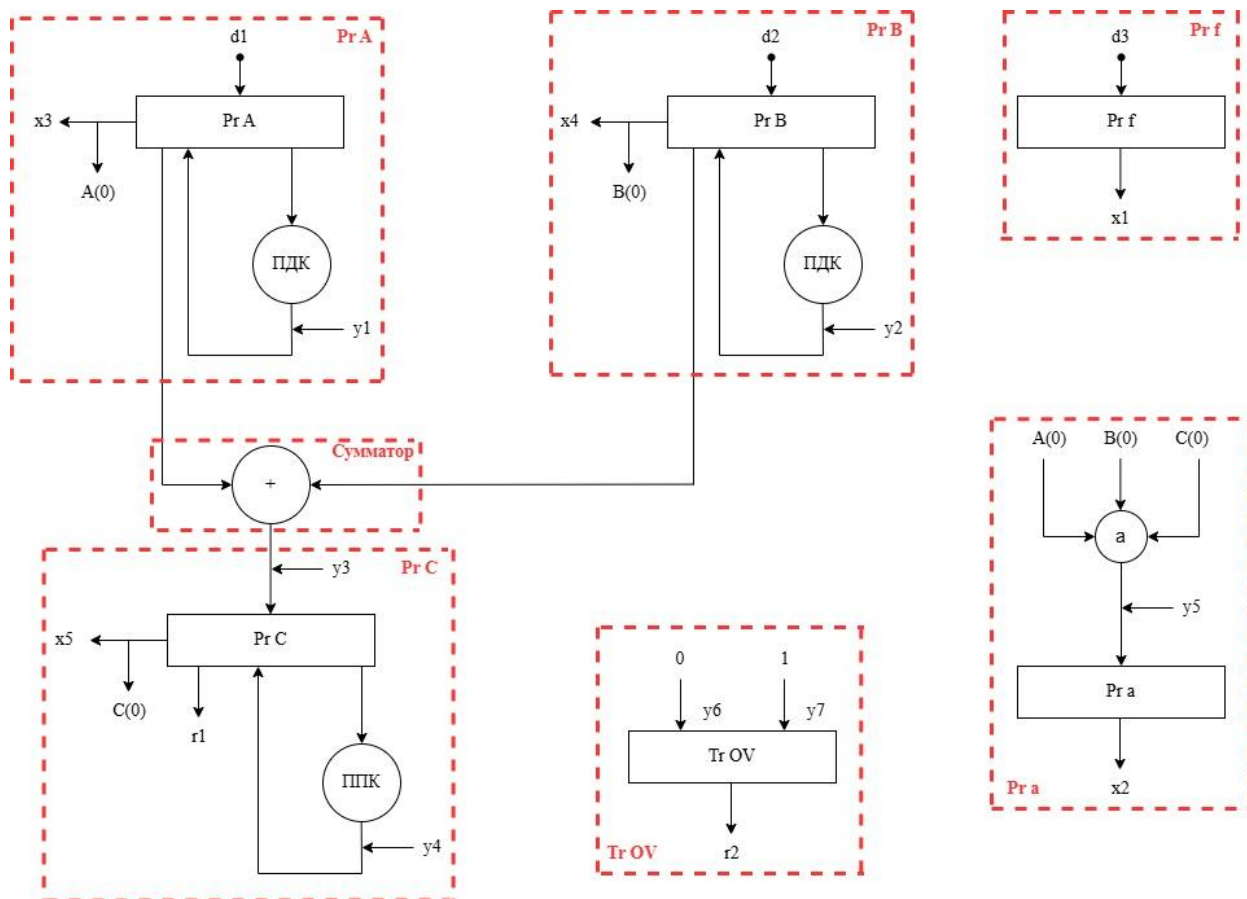 Pr A
d1
Pr A
x3
A(0)
ПДК
y1
Pr B
d2
Pr B
x4
B(0)
ПДК
y2
Pr f
d3
Pr f
x1
Сумматор
+
Pr C
y3
Pr C
x5
C(0)
r1
ППК
y4
0
1
y6
y7
Tr OV
Tr OV
r2
A(0)
B(0)
C(0)
a
y5
Pr a
Pr a
x2